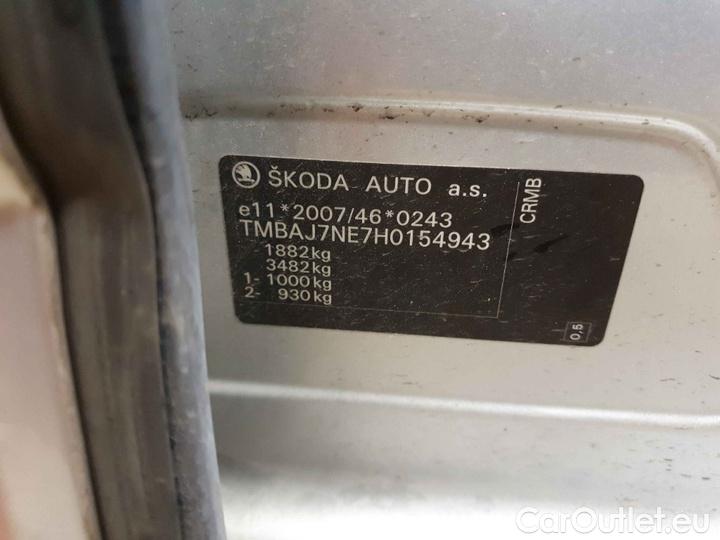 ŠKODA AUTO a.s.
e11*2007/46*0243
TMBAJ7NE7H0154943
1882kg
3482kg
1- 1000kg
2- 930kg
CRMB
0,5
CarOutlet.eu